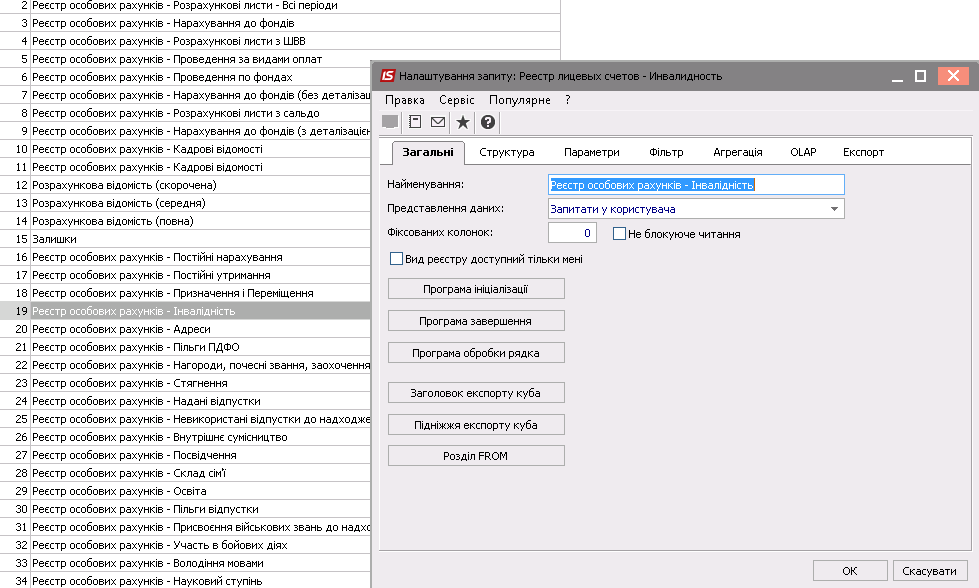 2 Реєстр особових рахунків - Розрахункові листи - Всі періоди
3 Реєстр особових рахунків - Нарахування до фондів
4 Реєстр особових рахунків - Розрахункові листи з ШВВ
5 Реєстр особових рахунків - Проведення за видами оплат
6 Реєстр особових рахунків - Проведення по фондах
7 Реєстр особових рахунків - Нарахування до фондів (без деталізац
8 Реєстр особових рахунків - Розрахункові листи з сальдо
9 Реєстр особових рахунків - Нарахування до фондів (з деталізацієн
10 Реєстр особових рахунків - Кадрові відомості
11 Реєстр особових рахунків - Кадрові відомості
12 Розрахункова відомість (скорочена)
13 Розрахункова відомість (середня)
14 Розрахункова відомість (повна)
15 Залишки
16 Реєстр особових рахунків - Постійні нарахування
17 Реєстр особових рахунків - Постійні утримання
18 Реєстр особових рахунків - Призначення і Переміщення
19 Реєстр особових рахунків - Інвалідність
20 Реєстр особових рахунків - Адреси
21 Реєстр особових рахунків - Пільги ПДФО
22 Реєстр особових рахунків - Нагороди, почесні звання, заохочення
23 Реєстр особових рахунків - Стягнення
24 Реєстр особових рахунків - Надані відпустки
25 Реєстр особових рахунків - Невикористані відпустки до надходже
26 Реєстр особових рахунків - Внутрішнє сумісництво
27 Реєстр особових рахунків - Посвідчення
28 Реєстр особових рахунків - Склад сім'ї
29 Реєстр особових рахунків - Освіта
30 Реєстр особових рахунків - Пільги відпустки
31 Реєстр особових рахунків - Присвоєння військових звань до надхо
32 Реєстр особових рахунків - Участь в бойових діях
33 Реєстр особових рахунків - Володіння мовами
34 Реєстр особових рахунків - Науковий ступінь
IS Налаштування запиту: Реестр лицевых счетов - Инвалидность
Правка Сервіс Популярне ?
Загальні Структура Параметри Фільтр Агрегація OLAP Експорт
Найменування: Реєстр особових рахунків - Інвалідність
Представлення даних: Запитати у користувача
Фіксованих колонок: 0 Не блокуюче читання
Вид реєстру доступний тільки мені
Програма ініціалізації
Програма завершення
Програма обробки рядка
Заголовок експорту куба
Підніжжя експорту куба
Розділ FROM
ОК Скасувати